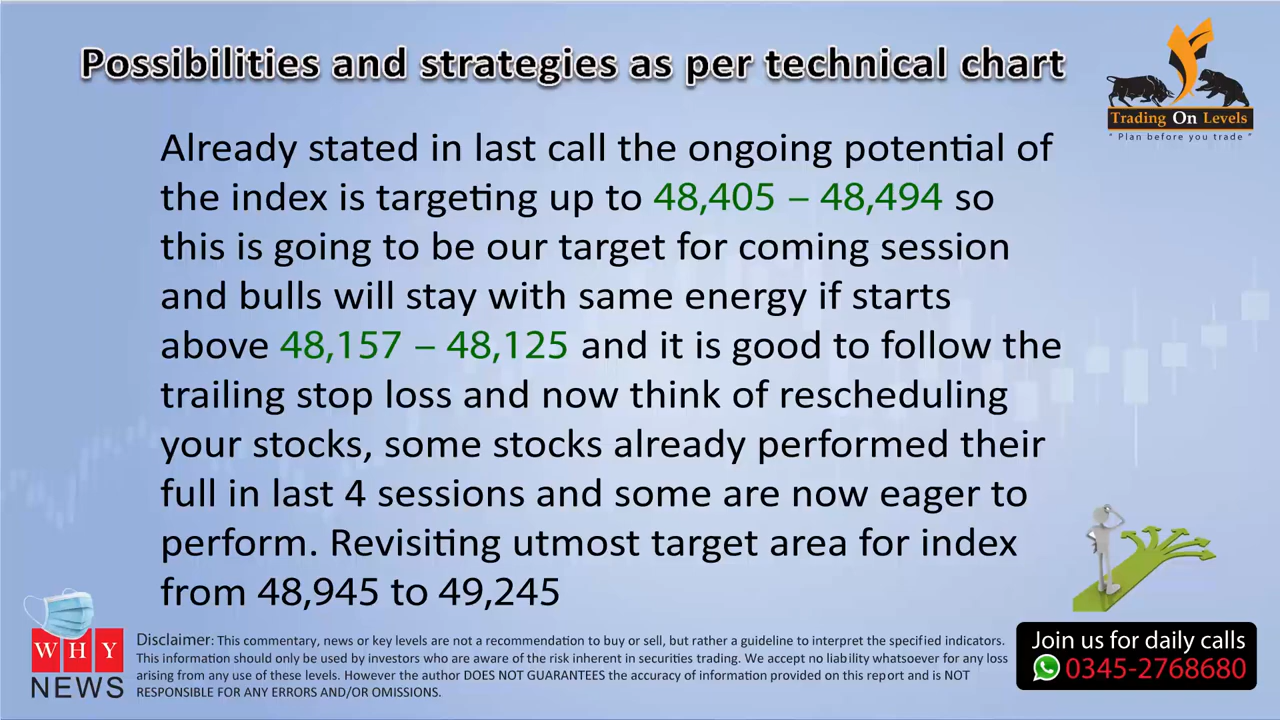 Possibilities and strategies as per technical chart
Trading On Levels
" Plan before you trade "
Already stated in last call the ongoing potential of
the index is targeting up to 48,405 – 48,494 so
this is going to be our target for coming session
and bulls will stay with same energy if starts
above 48,157 – 48,125 and it is good to follow the
trailing stop loss and now think of rescheduling
your stocks, some stocks already performed their
full in last 4 sessions and some are now eager to
perform. Revisiting utmost target area for index
from 48,945 to 49,245
WHY
NEWS
Disclaimer: This commentary, news or key levels are not a recommendation to buy or sell, but rather a guideline to interpret the specified indicators.
This information should only be used by investors who are aware of the risk inherent in securities trading. We accept no liability whatsoever for any loss
arising from any use of these levels. However the author DOES NOT GUARANTEES the accuracy of information provided on this report and is NOT
RESPONSIBLE FOR ANY ERRORS AND/OR OMISSIONS.
Join us for daily calls
0345-2768680